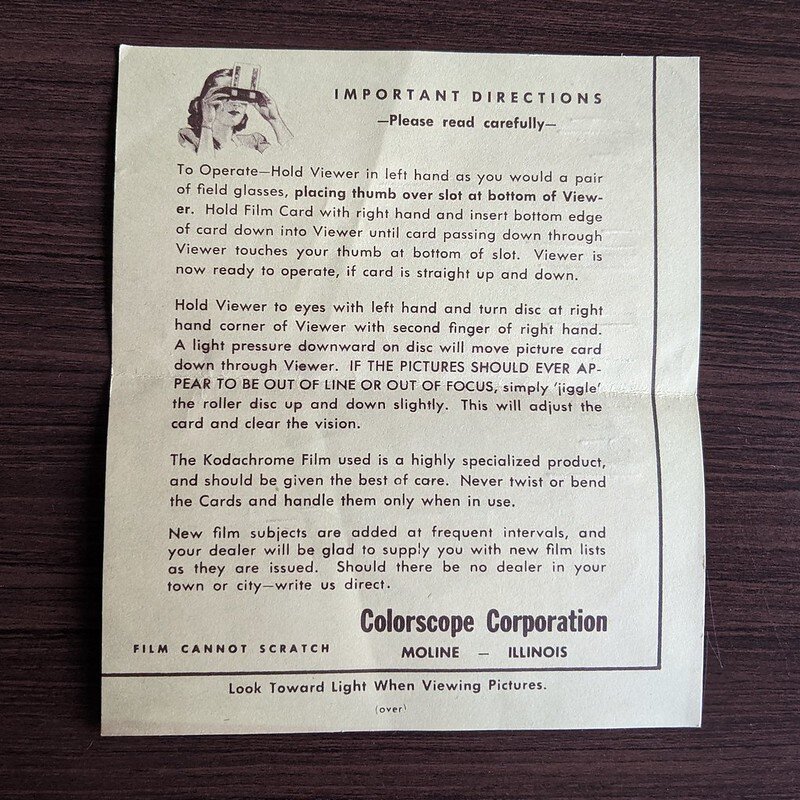 IMPORTANT DIRECTIONS
—Please read carefully—
To Operate—Hold Viewer in left hand as you would a pair
of field glasses, placing thumb over slot at bottom of View-
er. Hold Film Card with right hand and insert bottom edge
of card down into Viewer until card passing down through
Viewer touches your thumb at bottom of slot. Viewer is
now ready to operate, if card is straight up and down.
Hold Viewer to eyes with left hand and turn disc at right
hand corner of Viewer with second finger of right hand.
A light pressure downward on disc will move picture card
down through Viewer. IF THE PICTURES SHOULD EVER AP-
PEAR TO BE OUT OF LINE OR OUT OF FOCUS, simply 'jiggle'
the roller disc up and down slightly. This will adjust the
card and clear the vision.
The Kodachrome Film used is a highly specialized product,
and should be given the best of care. Never twist or bend
the Cards and handle them only when in use.
New film subjects are added at frequent intervals, and
your dealer will be glad to supply you with new film lists
as they are issued. Should there be no dealer in your
town or city—write us direct.
Colorscope Corporation
MOLINE — ILLINOIS
FILM CANNOT SCRATCH
Look Toward Light When Viewing Pictures.
(over)